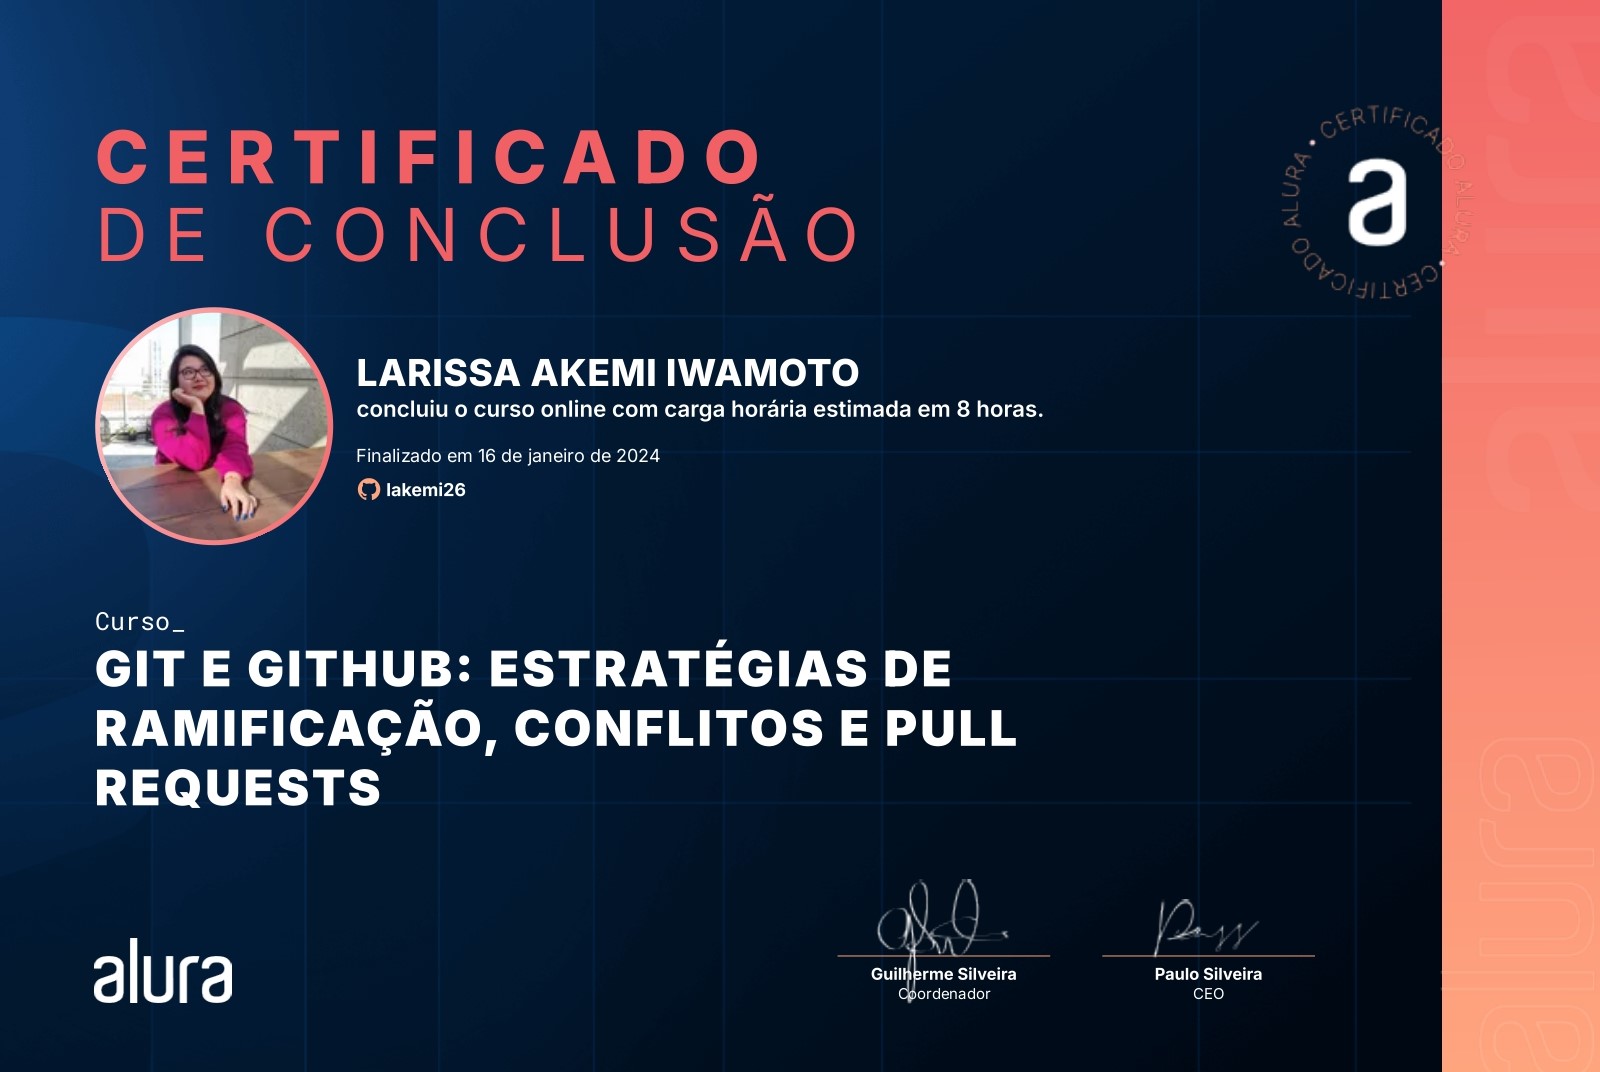 CERTIFICADO
DE CONCLUSÃO
CERTIFICADO ALURA • CERTIFICADO ALURA •
a
LARISSA AKEMI IWAMOTO
concluiu o curso online com carga horária estimada em 8 horas.
Finalizado em 16 de janeiro de 2024
lakemi26
Curso_
GIT E GITHUB: ESTRATÉGIAS DE
RAMIFICAÇÃO, CONFLITOS E PULL
REQUESTS
alura
Guilherme Silveira
Coordenador
Paulo Silveira
CEO
alura
alura
alura